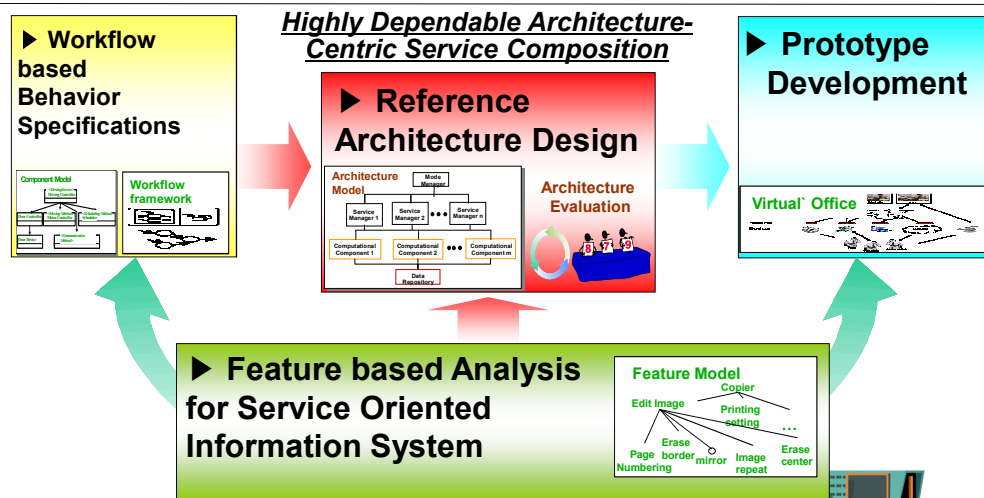 Highly Dependable Architecture-
Centric Service Composition
▶ Workflow
based
Behavior
Specifications
Component Model
Workflow
framework
▶ Reference
Architecture Design
Architecture
Model
Mode
Manager
Service
Manager 1
Service
Manager 2
Service
Manager n
Computational
Component 1
Computational
Component 2
Computational
Component m
Data
Repository
Architecture
Evaluation
8 7 9
▶ Prototype
Development
Virtual` Office
▶ Feature based Analysis
for Service Oriented
Information System
Feature Model
Copier
Edit Image
Printing
setting
...
Page
Numbering
Erase
border
mirror
Image
repeat
Erase
center